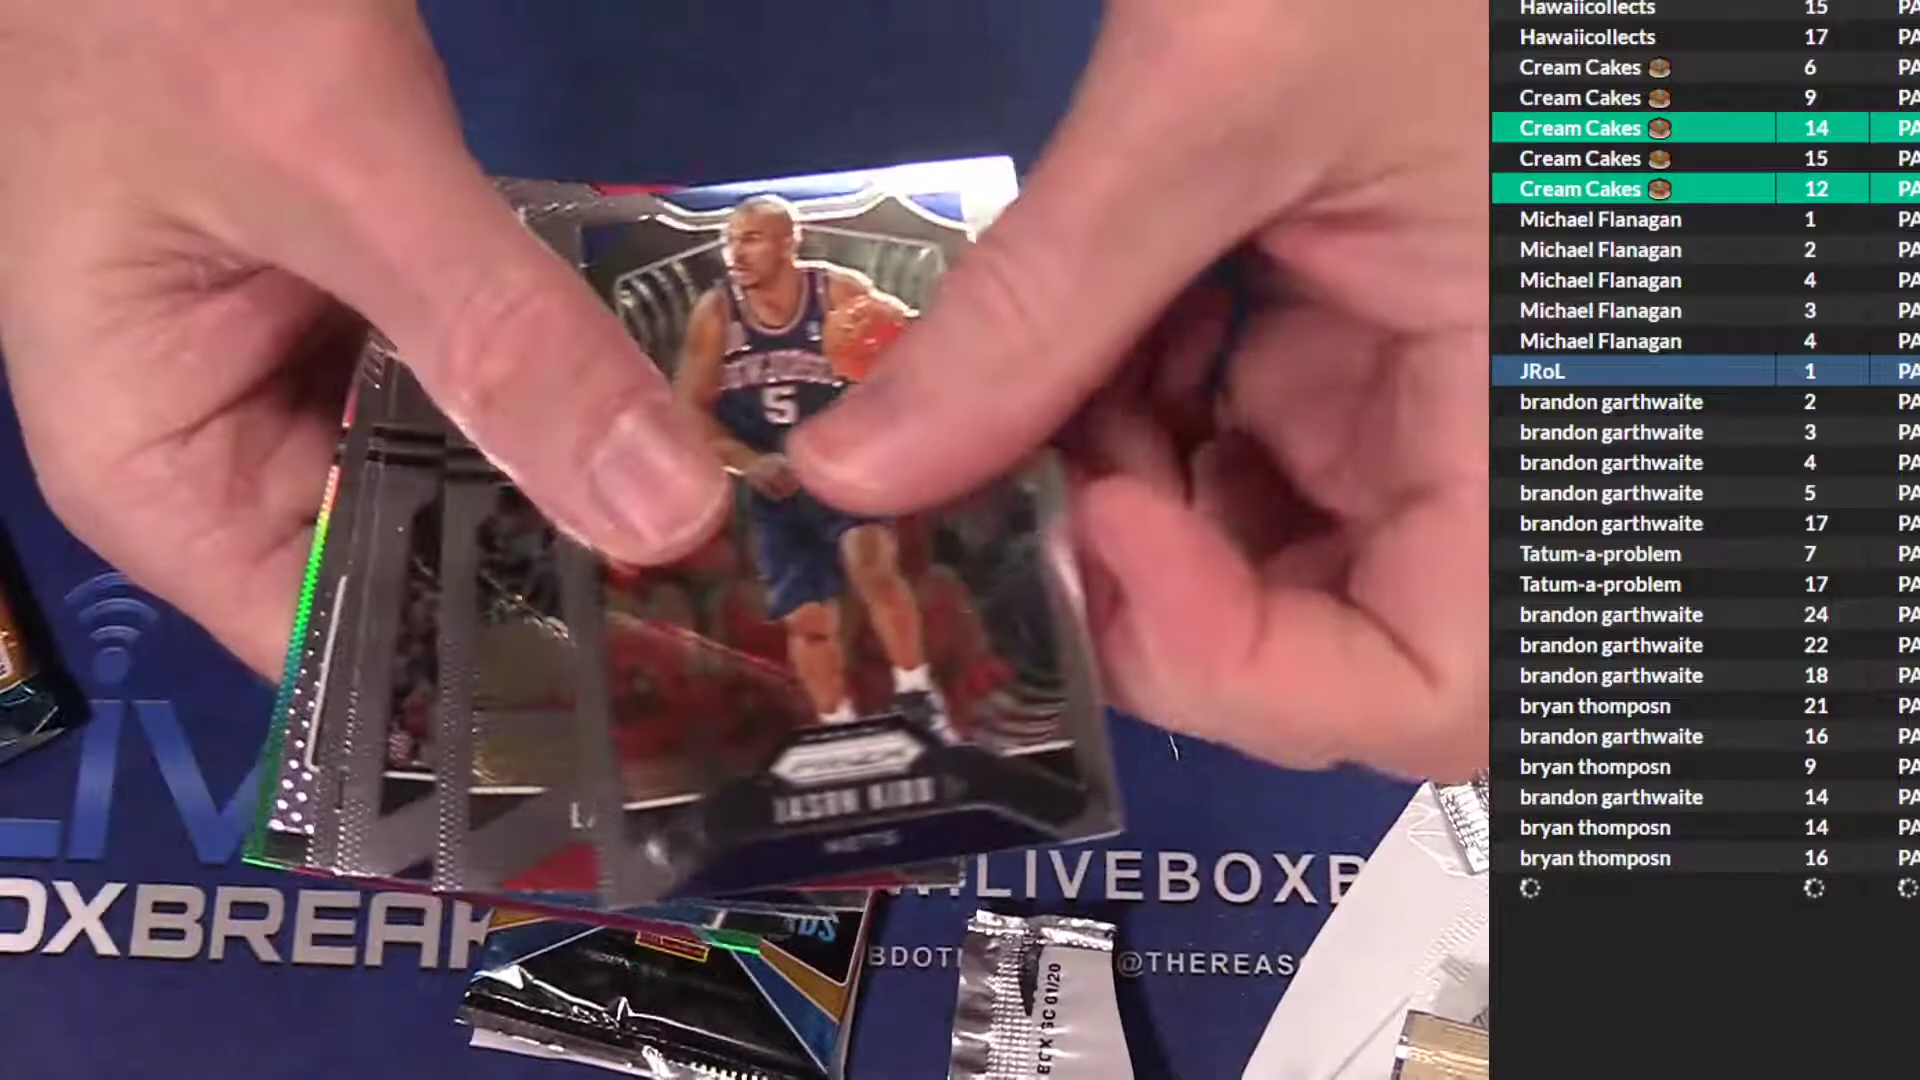 Hawaiicollects 15 PA
Hawaiicollects 17 PA
Cream Cakes 6 PA
Cream Cakes 9 PA
Cream Cakes 14 PA
Cream Cakes 15 PA
Cream Cakes 12 PA
Michael Flanagan 1 PA
Michael Flanagan 2 PA
Michael Flanagan 4 PA
Michael Flanagan 3 PA
Michael Flanagan 4 PA
JRoL 1 PA
brandon garthwaite 2 PA
brandon garthwaite 3 PA
brandon garthwaite 4 PA
brandon garthwaite 5 PA
brandon garthwaite 17 PA
Tatum-a-problem 7 PA
Tatum-a-problem 17 PA
brandon garthwaite 24 PA
brandon garthwaite 22 PA
brandon garthwaite 18 PA
bryan thomposn 21 PA
brandon garthwaite 16 PA
bryan thomposn 9 PA
brandon garthwaite 14 PA
bryan thomposn 14 PA
bryan thomposn 16 PA
5
JASON KIDD
NETS
LIV
OXBREAK
LIVEBOXB
BDOT
@THEREAS
01/20